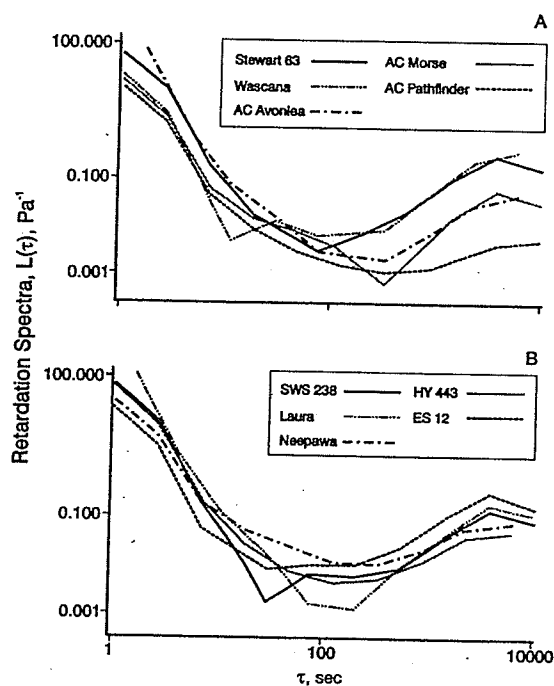 A
100.000
0.100
0.001
Stewart 63
AC Morse
Wascana
AC Pathfinder
AC Avonlea
Retardation Spectra, L(τ), Pa⁻¹
B
100.000
0.100
0.001
SWS 238
HY 443
Laura
ES 12
Neepawa
1
100
10000
τ, sec